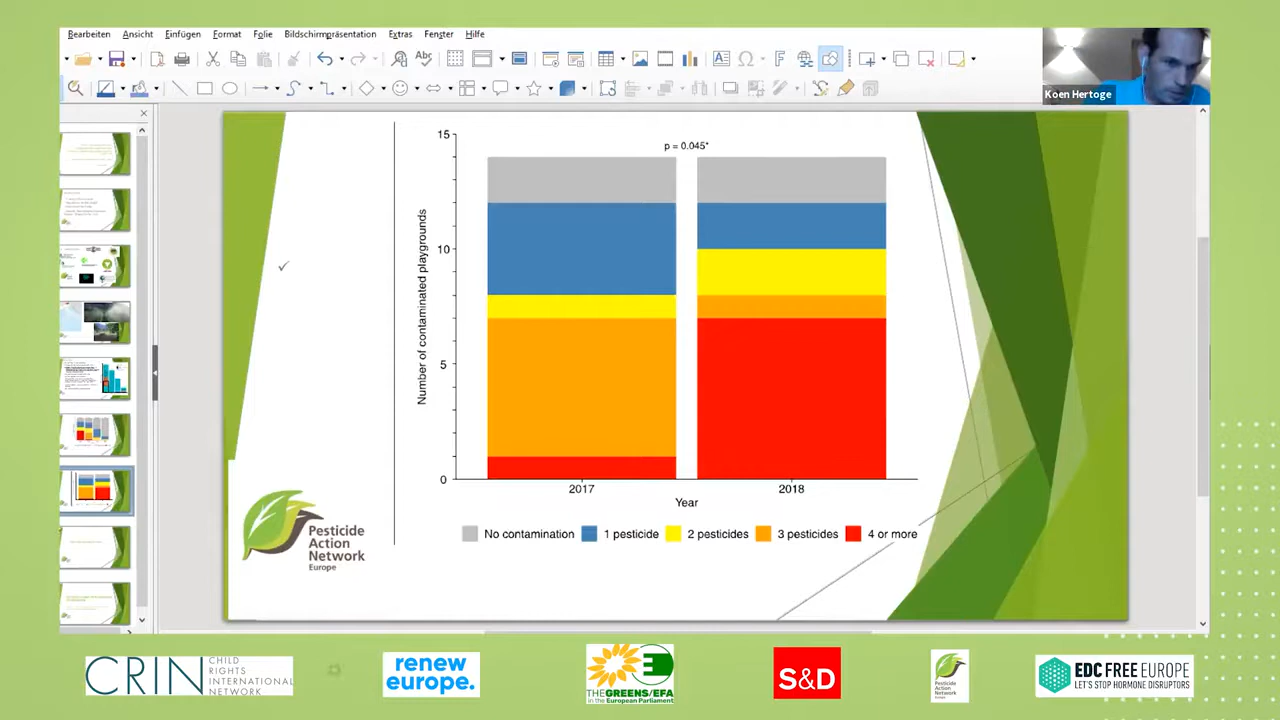 Bearbeiten Ansicht Einfügen Format Folie Bildschirmpräsentation Extras Fenster Hilfe
Koen Hertoge
15
p = 0.045*
10
5
0
Number of contaminated playgrounds
2017 2018
Year
No contamination 1 pesticide 2 pesticides 3 pesticides 4 or more
Pesticide
Action
Network
Europe
CRIN CHILD
RIGHTS
INTERNATIONAL
NETWORK
renew
europe.
THE GREENS/EFA
in the European Parliament
S&D
Pesticide
Action
Network
EDC FREE EUROPE
LET'S STOP HORMONE DISRUPTORS